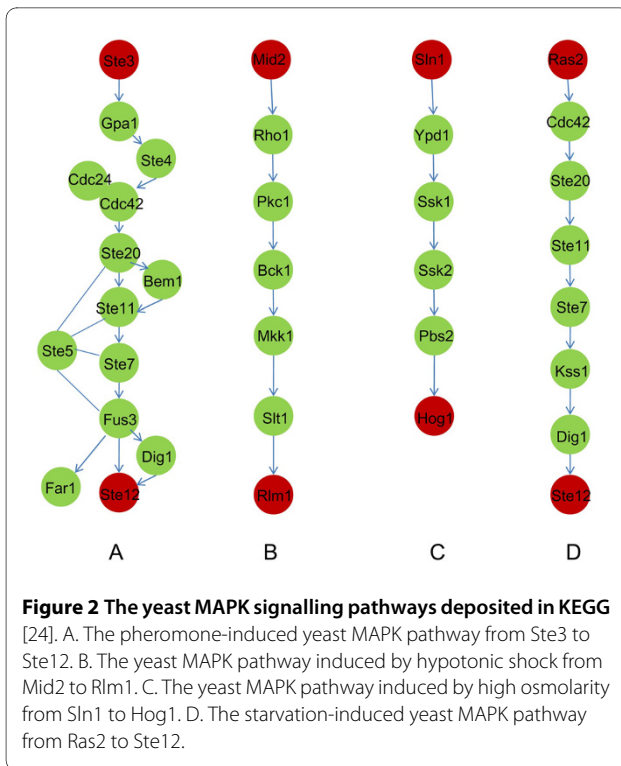 Ste3
Gpa1
Ste4
Cdc24
Cdc42
Ste20
Bem1
Ste11
Ste5
Ste7
Fus3
Dig1
Far1
Ste12
A
Mid2
Rho1
Pkc1
Bck1
Mkk1
Slt1
Rlm1
B
Sln1
Ypd1
Ssk1
Ssk2
Pbs2
Hog1
C
Ras2
Cdc42
Ste20
Ste11
Ste7
Kss1
Dig1
Ste12
D
Figure 2 The yeast MAPK signalling pathways deposited in KEGG
[24]. A. The pheromone-induced yeast MAPK pathway from Ste3 to
Ste12. B. The yeast MAPK pathway induced by hypotonic shock from
Mid2 to Rlm1. C. The yeast MAPK pathway induced by high osmolarity
from Sln1 to Hog1. D. The starvation-induced yeast MAPK pathway
from Ras2 to Ste12.